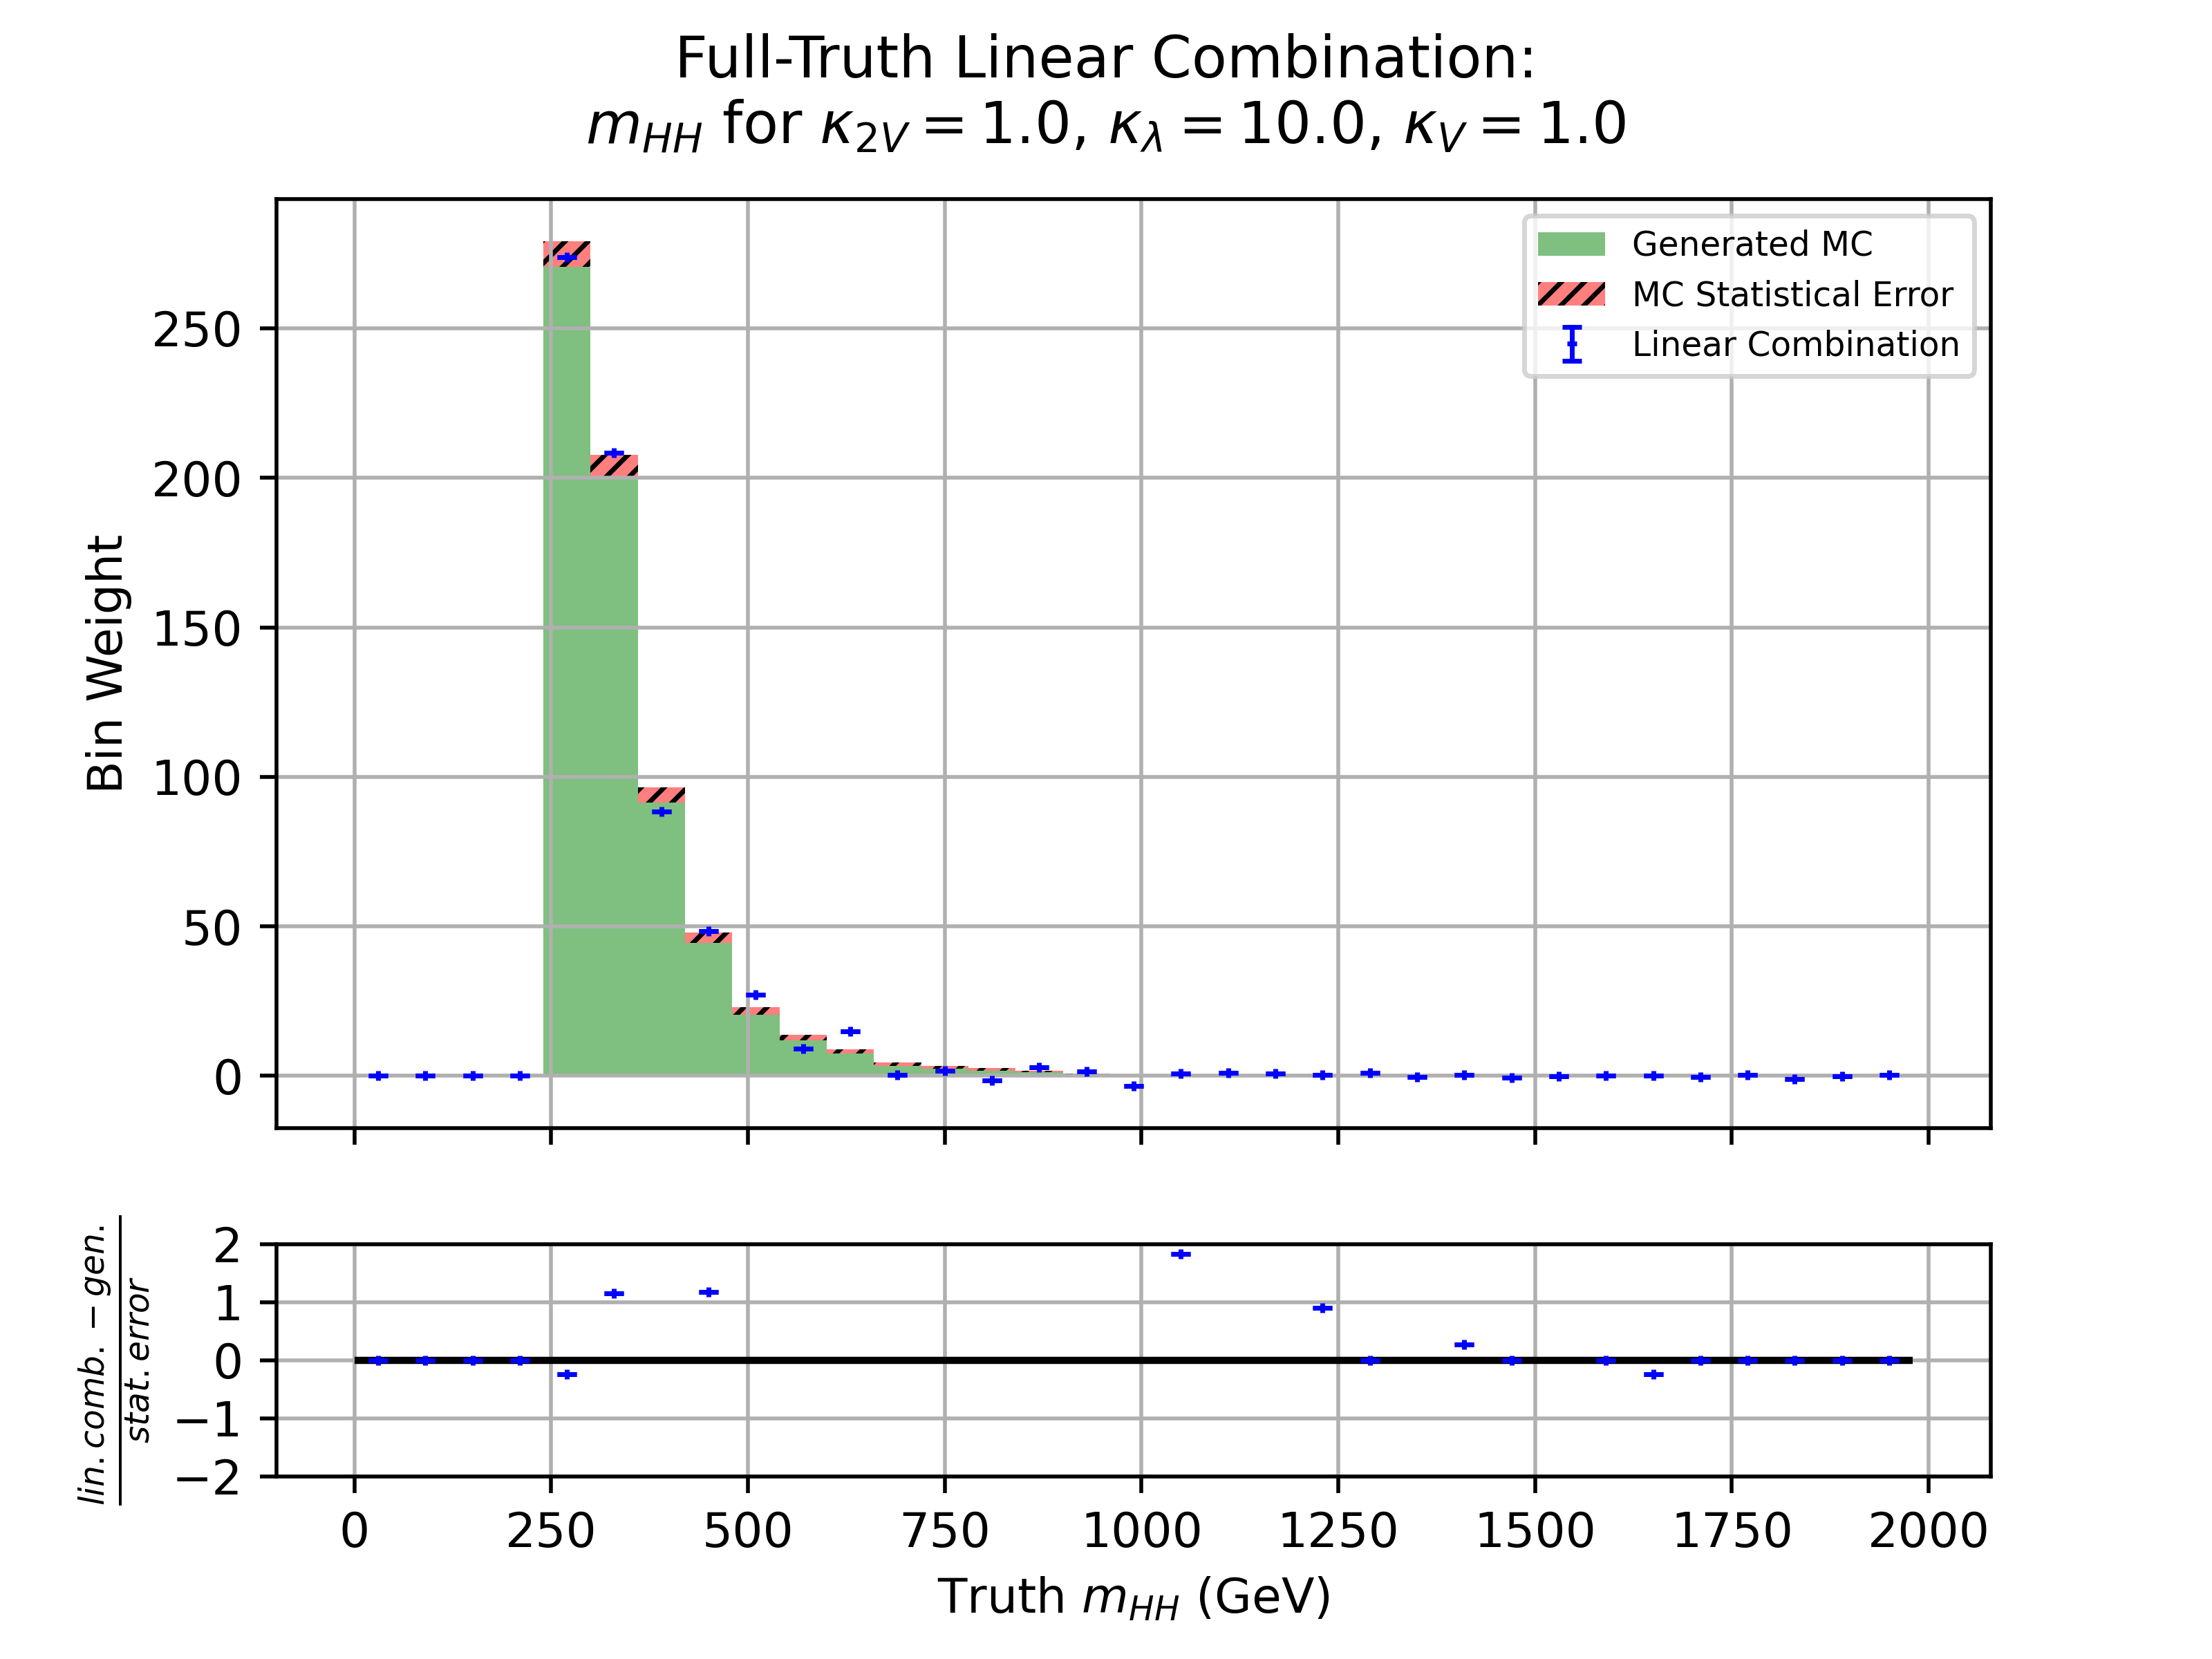 Full-Truth Linear Combination:
m_HH for κ_2V = 1.0, κ_λ = 10.0, κ_V = 1.0
Generated MC
MC Statistical Error
Linear Combination
Bin Weight
250
200
150
100
50
0
lin. comb. − gen.
stat. error
2
1
0
−1
−2
0 250 500 750 1000 1250 1500 1750 2000
Truth m_HH (GeV)